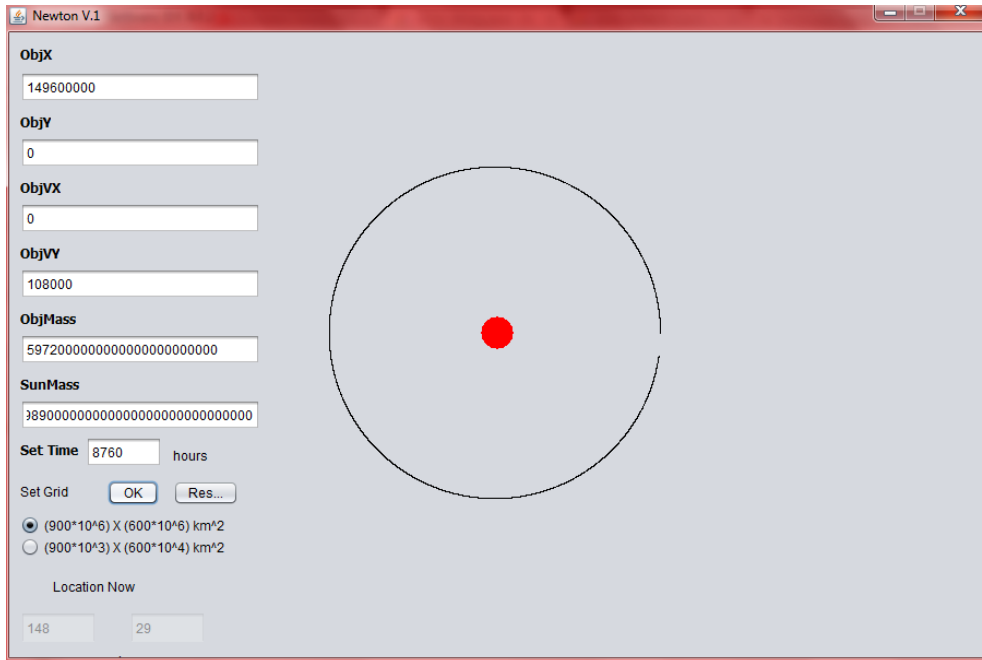 Newton V.1
ObjX
149600000
ObjY
0
ObjVX
0
ObjVY
108000
ObjMass
5972000000000000000000000
SunMass
989000000000000000000000000000
Set Time 8760 hours
Set Grid OK Res...
(900*10^6) X (600*10^6) km^2
(900*10^3) X (600*10^4) km^2
Location Now
148 29